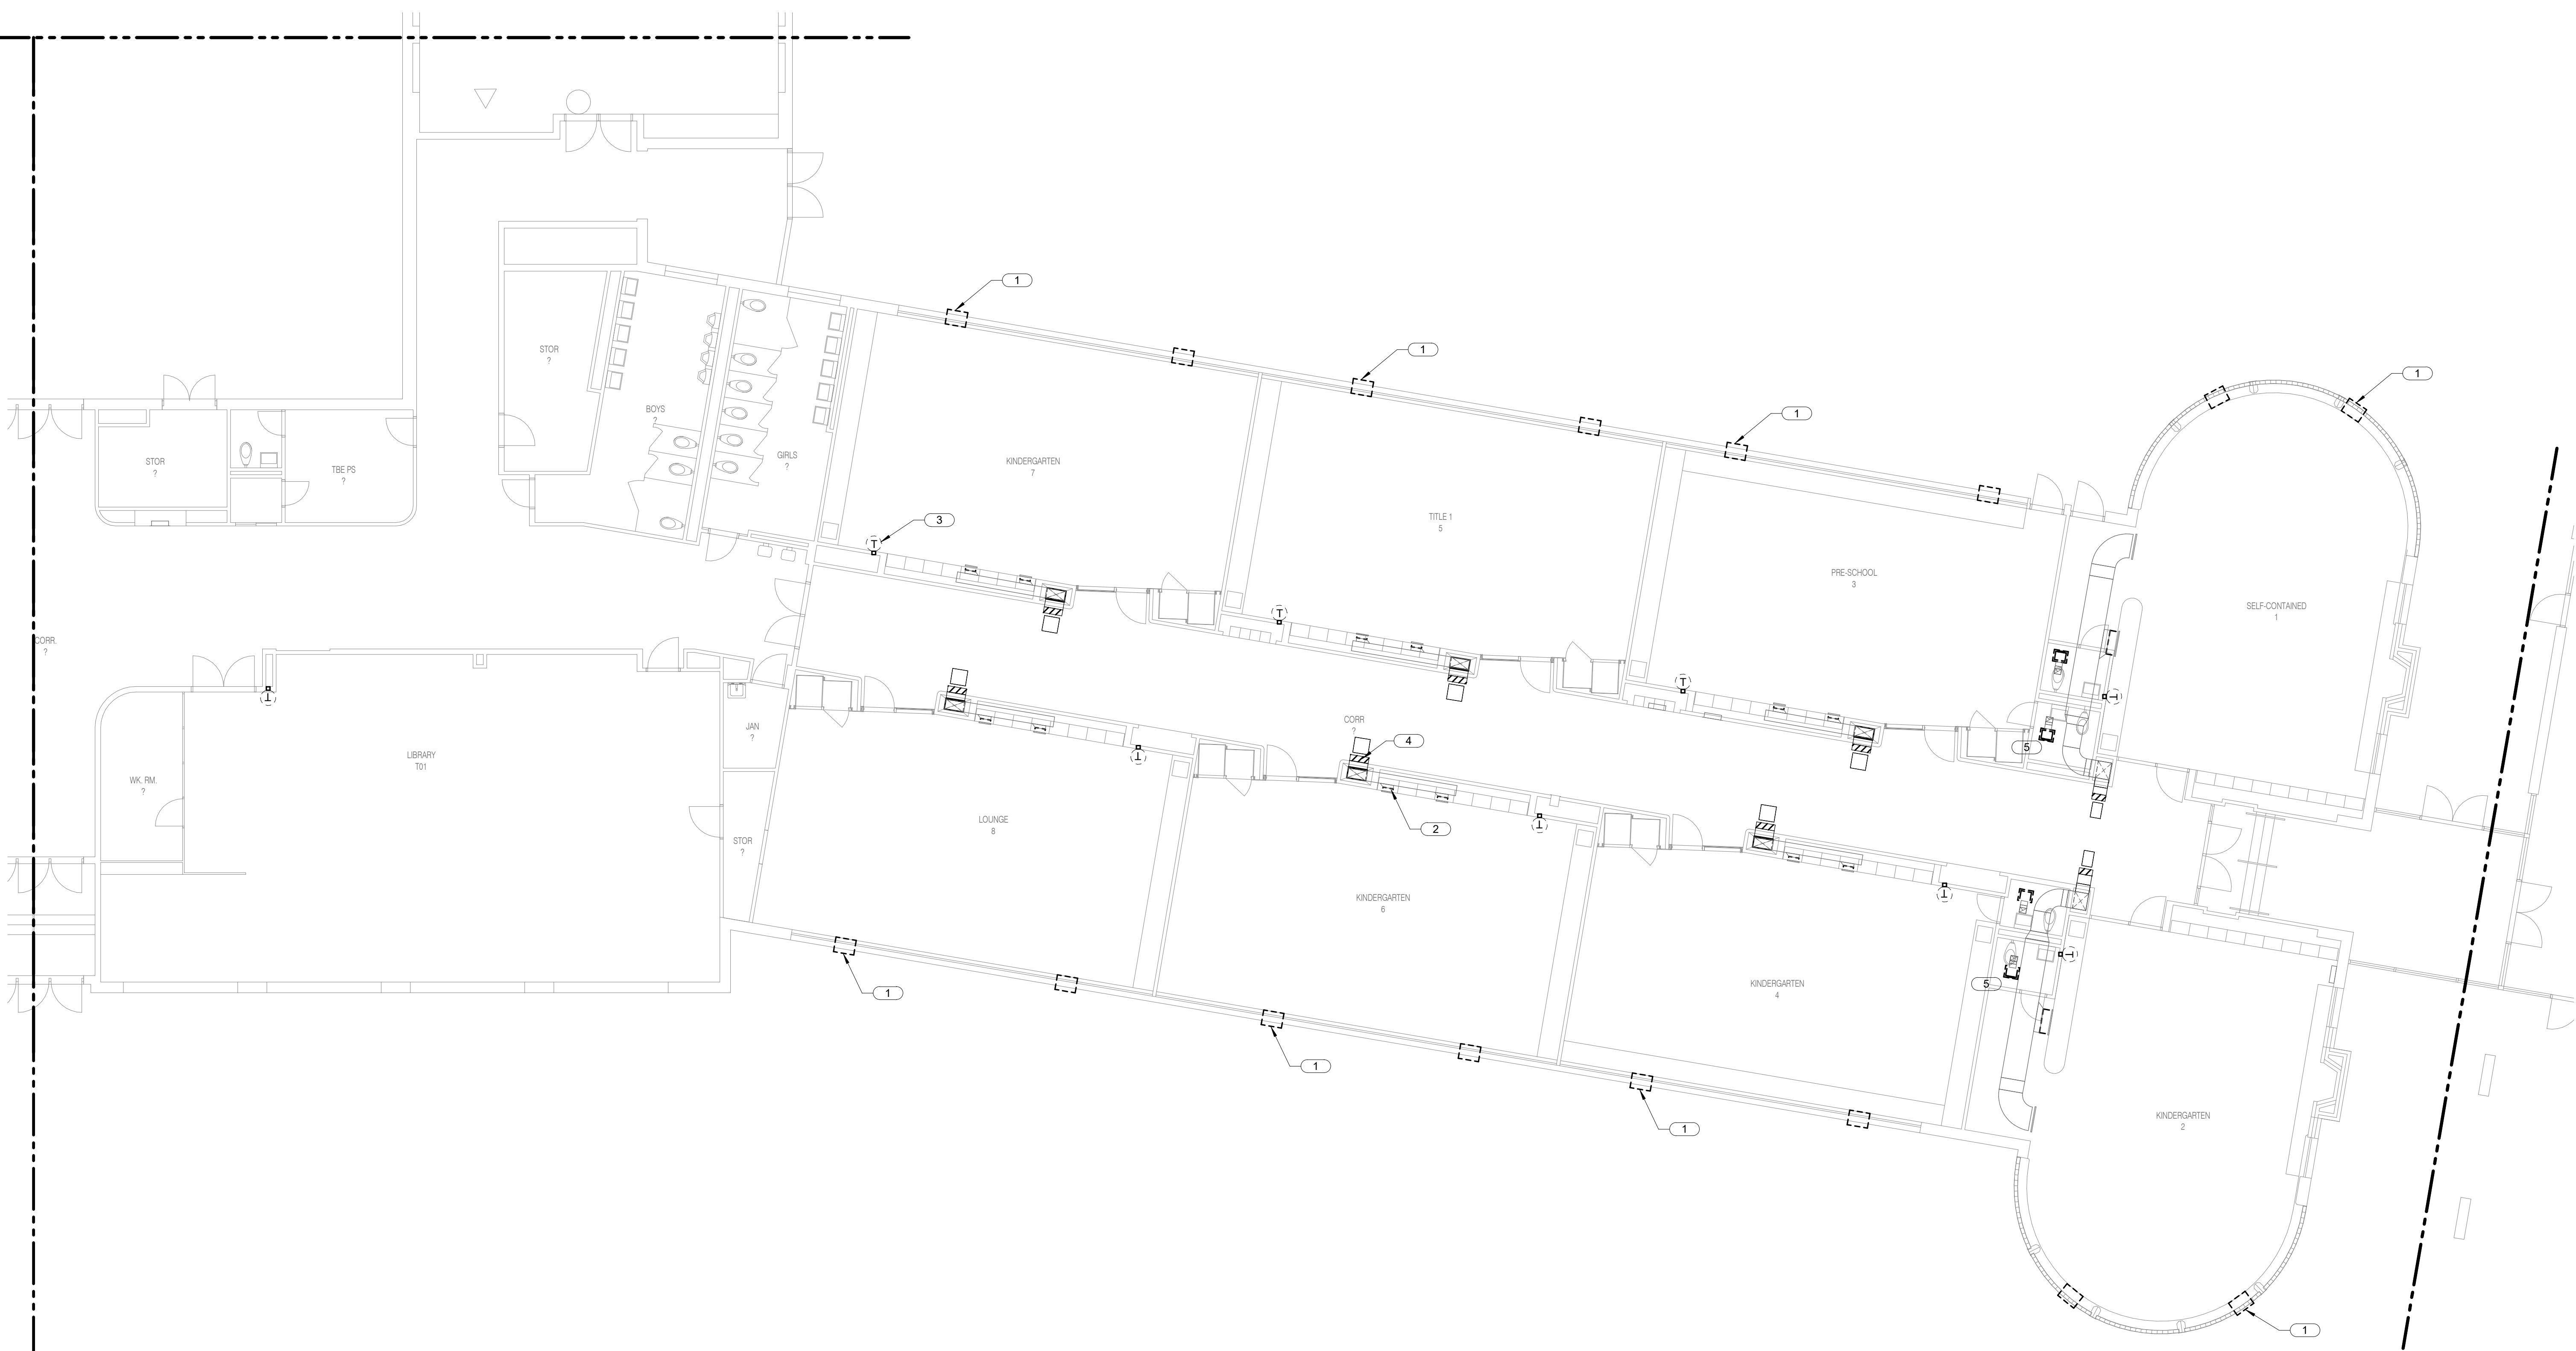 1
1
1
1
STOR
?
BOYS
?
GIRLS
?
STOR
?
TBE PS
?
KINDERGARTEN
7
TITLE 1
5
PRE-SCHOOL
3
SELF-CONTAINED
1
3
T
T
T
T
T
CORR.
?
LIBRARY
T01
WK. RM.
?
JAN
?
STOR
?
CORR
?
4
5
2
T
T
T
T
LOUNGE
8
KINDERGARTEN
6
KINDERGARTEN
4
5
KINDERGARTEN
2
1
1
1
1